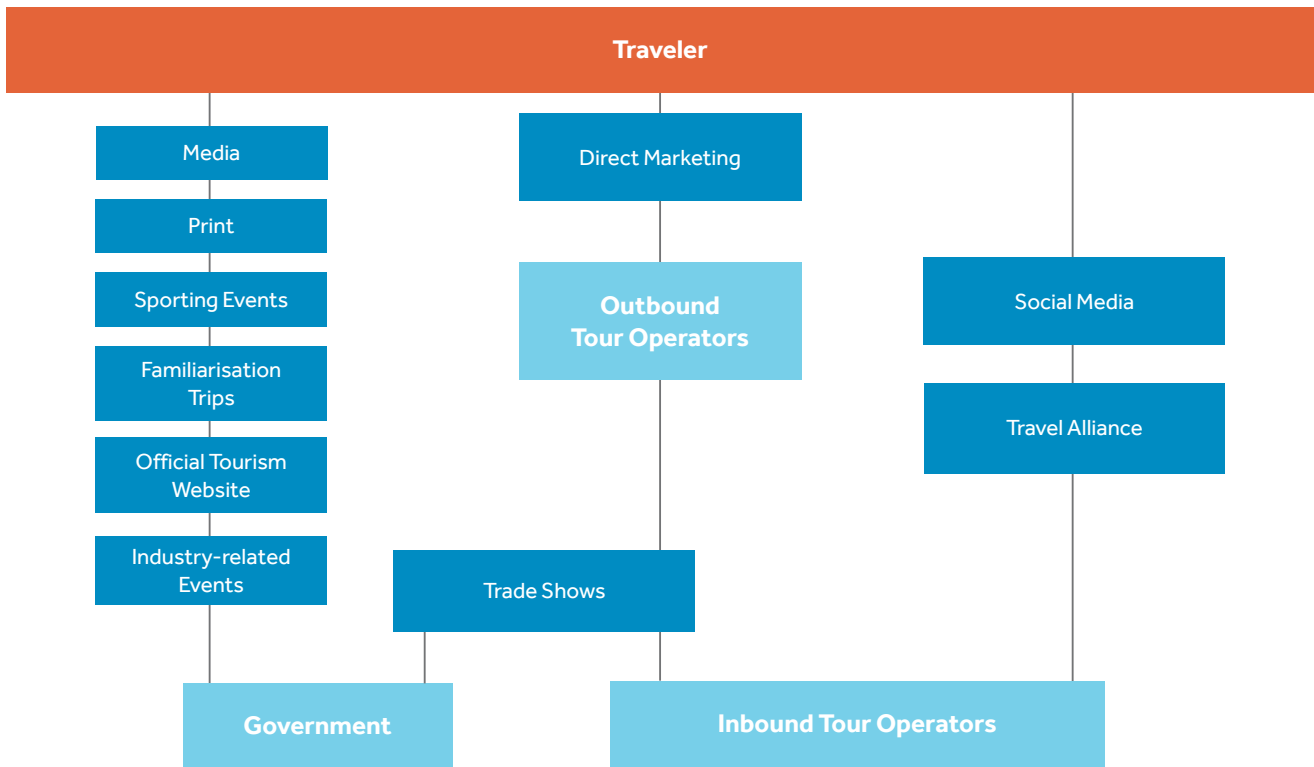 Traveler
Media
Print
Sporting Events
Familiarisation
Trips
Official Tourism
Website
Industry-related
Events
Direct Marketing
Outbound
Tour Operators
Social Media
Travel Alliance
Trade Shows
Government
Inbound Tour Operators